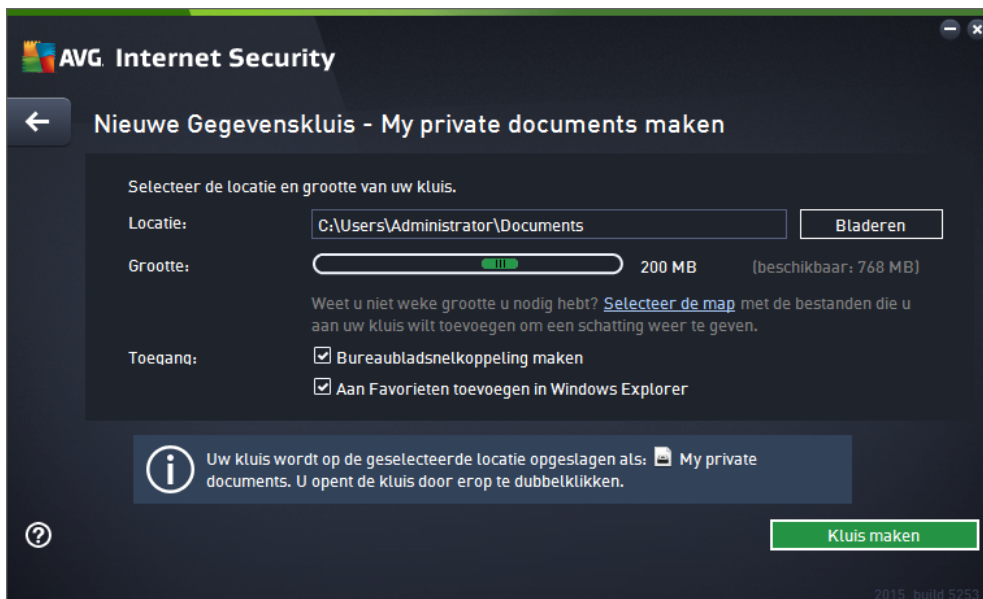 AVG. Internet Security
Nieuwe Gegevenskluis - My private documents maken
Selecteer de locatie en grootte van uw kluis.
Locatie: C:\Users\Administrator\Documents Bladeren
Grootte: 200 MB (beschikbaar: 768 MB)
Weet u niet weke grootte u nodig hebt? Selecteer de map met de bestanden die u
aan uw kluis wilt toevoegen om een schatting weer te geven.
Toegang: Bureaubladsnelkoppeling maken
Aan Favorieten toevoegen in Windows Explorer
Uw kluis wordt op de geselecteerde locatie opgeslagen als: My private
documents. U opent de kluis door erop te dubbelklikken.
Kluis maken
2015 build 5253